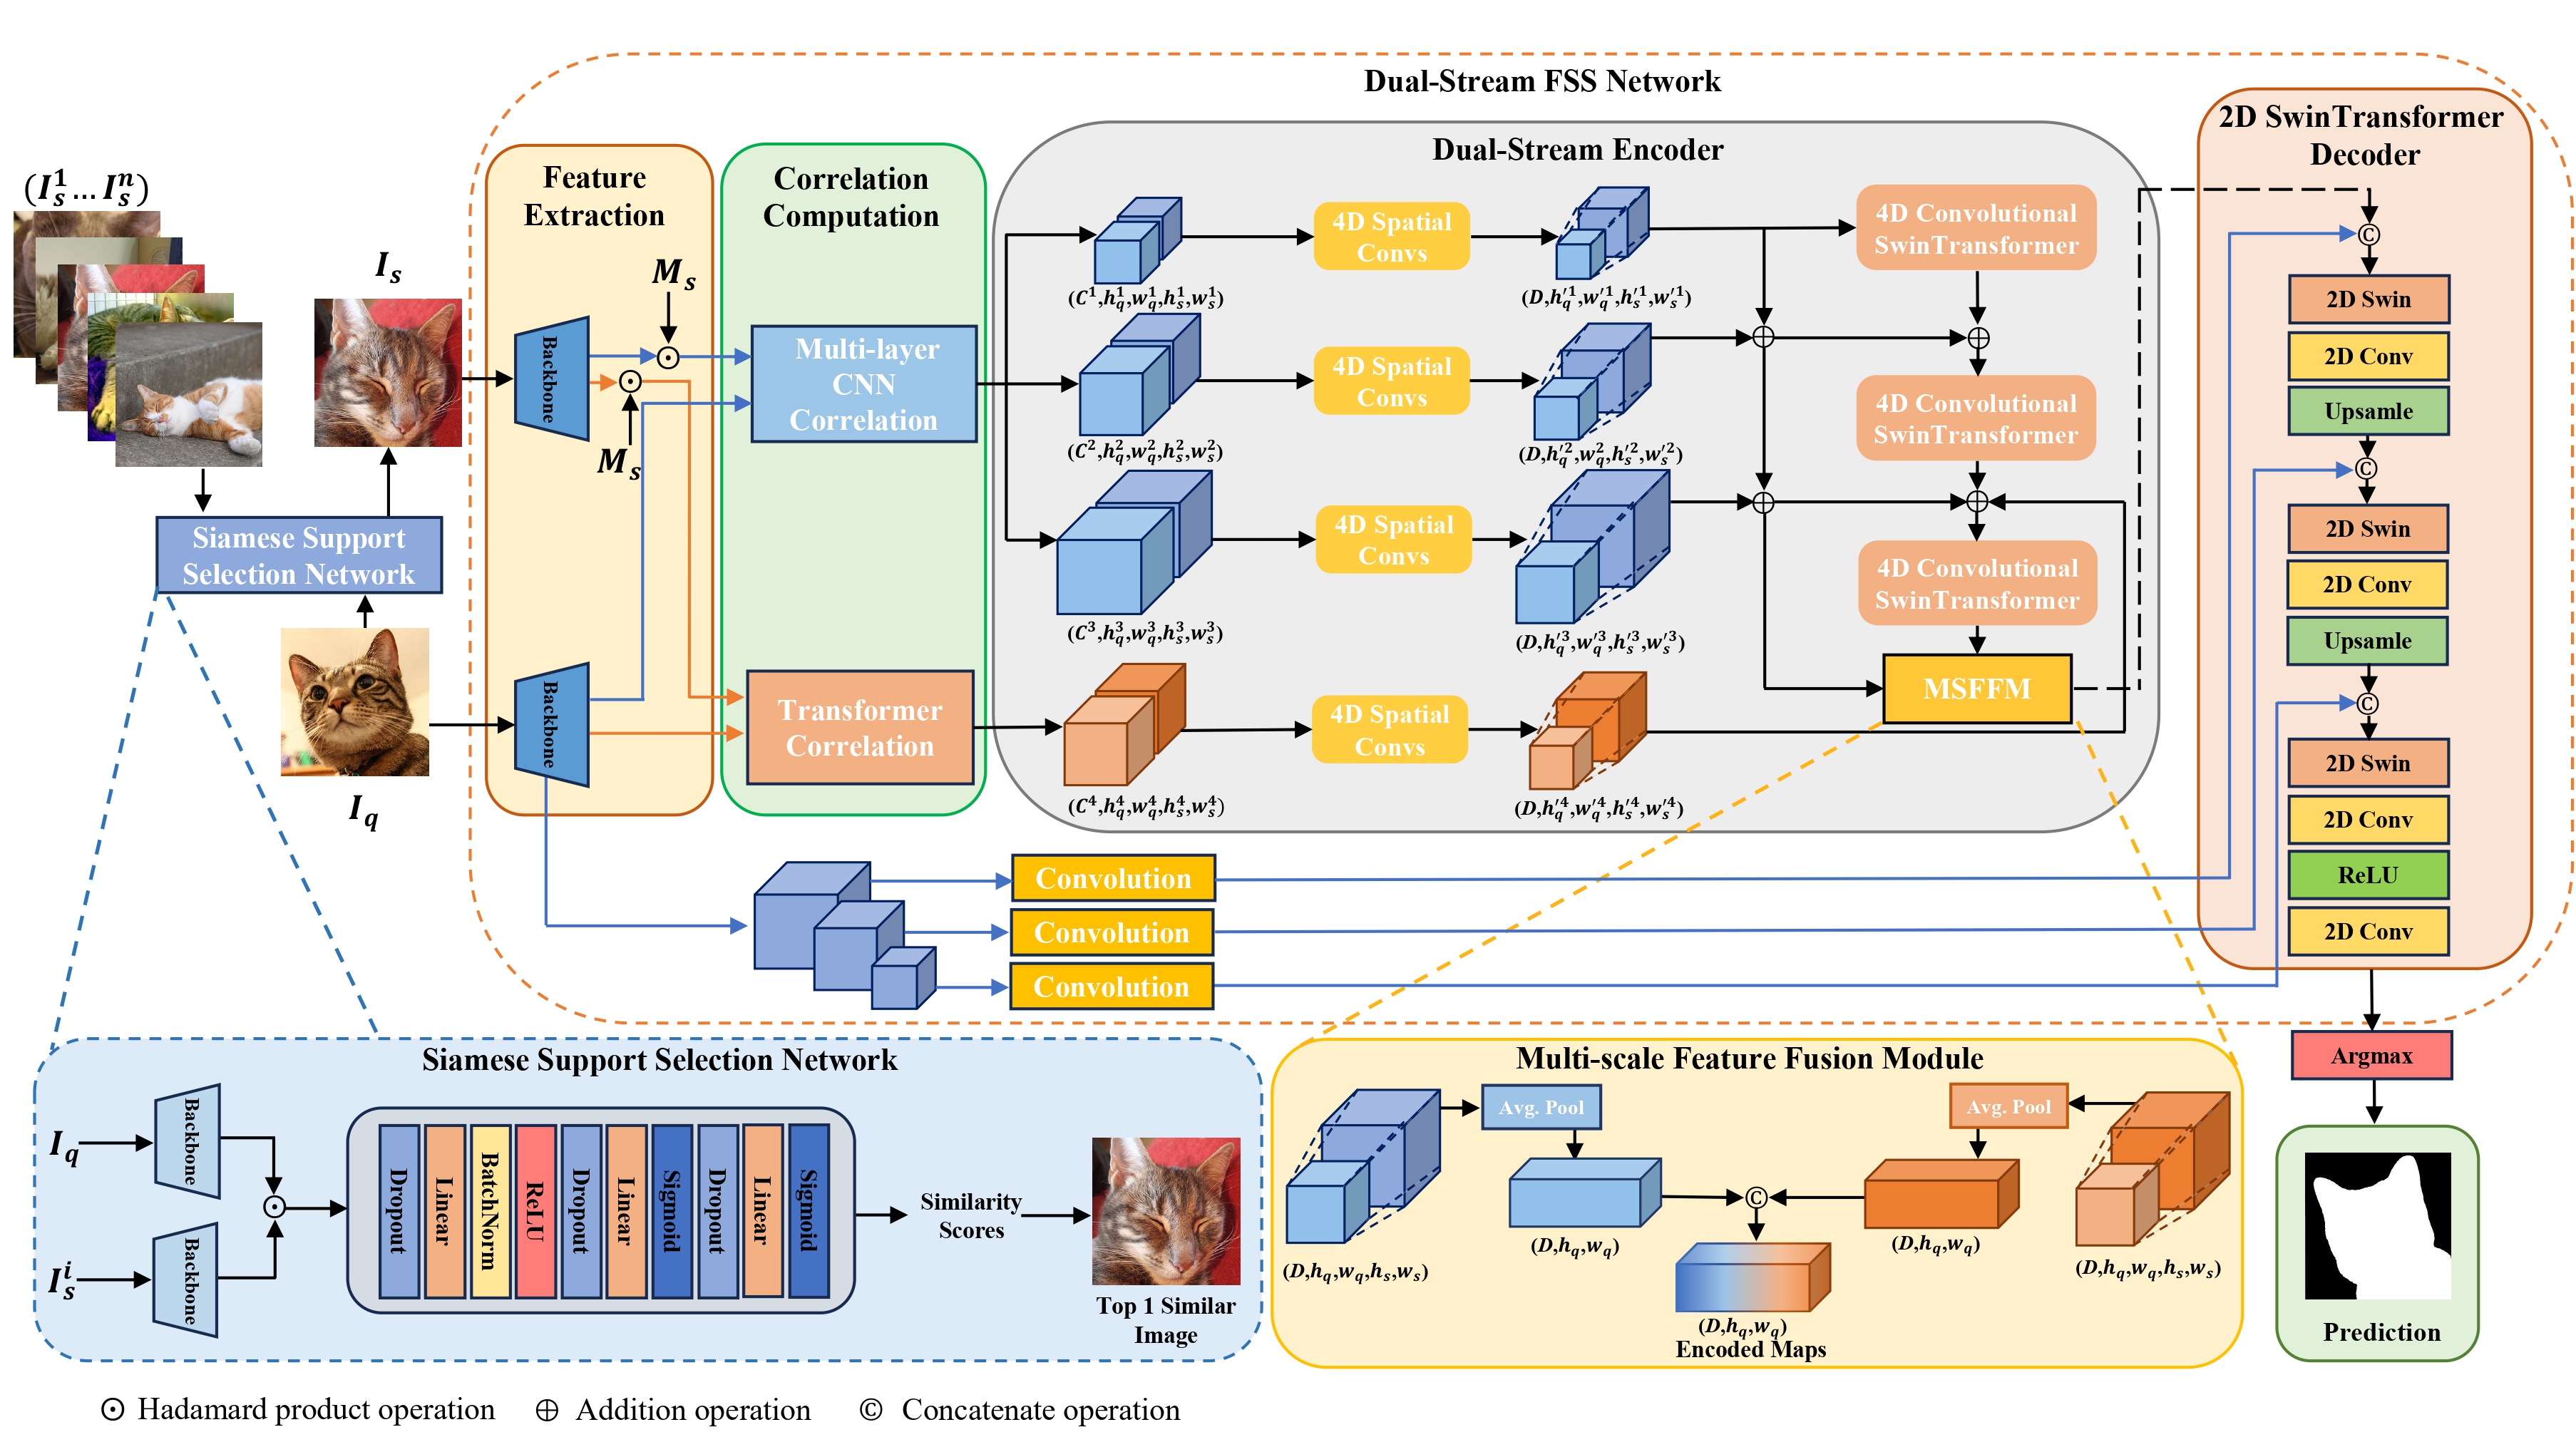 Dual-Stream FSS Network
2D SwinTransformer
Decoder
Dual-Stream Encoder
Feature
Extraction
Correlation
Computation
(I_s^1 ... I_s^n)
I_s
M_s
Backbone
M_s
Multi-layer
CNN
Correlation
4D Spatial
Convs
4D Convolutional
SwinTransformer
(C^1,h_q^1,w_q^1,h_s^1,w_s^1)
(D,h_q'^1,w_q'^1,h_s'^1,w_s'^1)
4D Spatial
Convs
4D Convolutional
SwinTransformer
(C^2,h_q^2,w_q^2,h_s^2,w_s^2)
(D,h_q'^2,w_q^2,h_s'^2,w_s'^2)
4D Spatial
Convs
4D Convolutional
SwinTransformer
(C^3,h_q^3,w_q^3,h_s^3,w_s^3)
(D,h_q'^3,w_q'^3,h_s'^3,w_s'^3)
MSFFM
Siamese Support
Selection Network
I_q
Backbone
Transformer
Correlation
4D Spatial
Convs
(C^4,h_q^4,w_q^4,h_s^4,w_s^4)
(D,h_q'^4,w_q'^4,h_s'^4,w_s'^4)
Convolution
Convolution
Convolution
C
2D Swin
2D Conv
Upsamle
C
2D Swin
2D Conv
Upsamle
C
2D Swin
2D Conv
ReLU
2D Conv
Argmax
Prediction
Siamese Support Selection Network
I_q
Backbone
I_s^i
Backbone
Dropout
Linear
BatchNorm
ReLU
Dropout
Linear
Sigmoid
Dropout
Linear
Sigmoid
Similarity
Scores
Top 1 Similar
Image
Multi-scale Feature Fusion Module
Avg. Pool
Avg. Pool
C
(D,h_q,w_q,h_s,w_s)
(D,h_q,w_q)
(D,h_q,w_q)
(D,h_q,w_q,h_s,w_s)
(D,h_q,w_q)
Encoded Maps
⊙ Hadamard product operation
⊕ Addition operation
© Concatenate operation